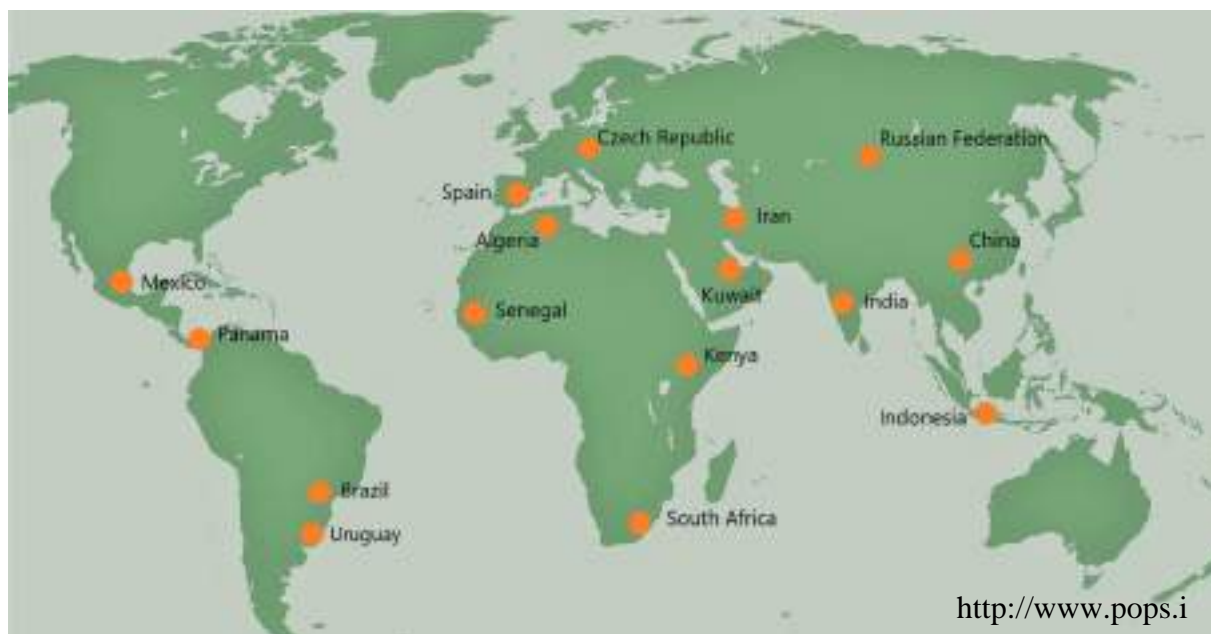 Czech Republic
Russian Federation
Spain
Iran
Algeria
China
Mexico
Kuwait
India
Senegal
Panama
Kenya
Indonesia
Brazil
South Africa
Uruguay
http://www.pops.i